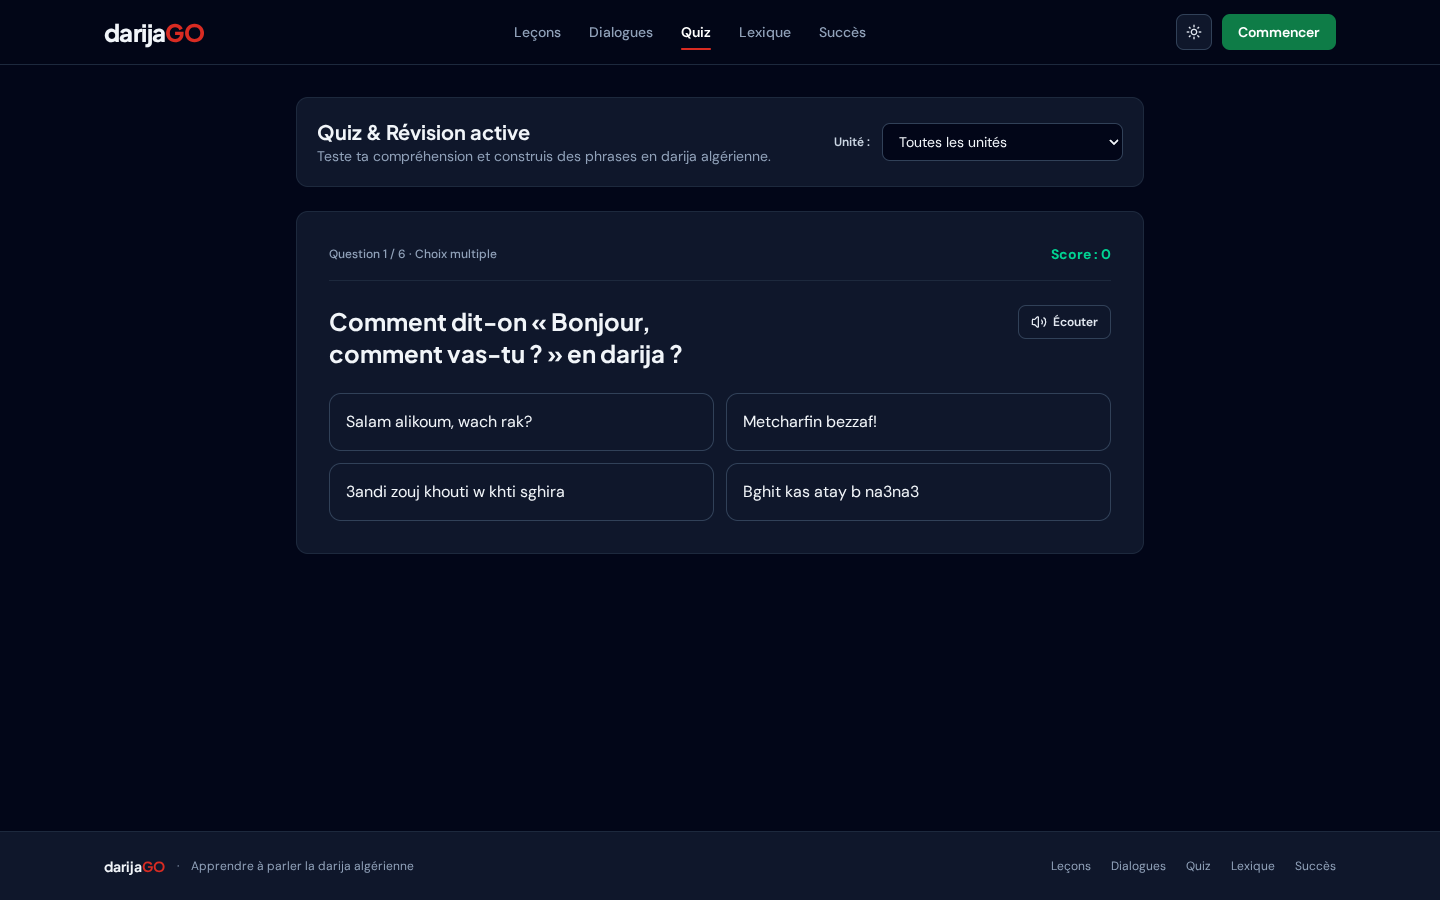 darijaGO
Leçons Dialogues Quiz Lexique Succès
Commencer
Quiz & Révision active
Teste ta compréhension et construis des phrases en darija algérienne.
Unité :
Toutes les unités
Question 1 / 6 · Choix multiple
Score : 0
Comment dit-on « Bonjour,
comment vas-tu ? » en darija ?
Écouter
Salam alikoum, wach rak?
Metcharfin bezzaf!
3andi zouj khouti w khti sghira
Bghit kas atay b na3na3
darijaGO · Apprendre à parler la darija algérienne
Leçons Dialogues Quiz Lexique Succès